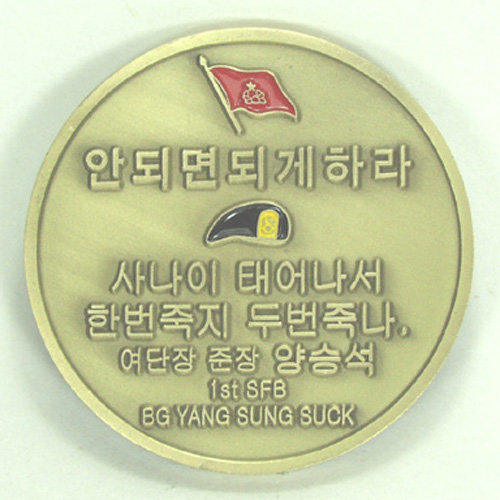 안되면되게하라
사나이 태어나서
한번죽지 두번죽나.
여단장 준장 양승석
1st SFB
BG YANG SUNG SUCK